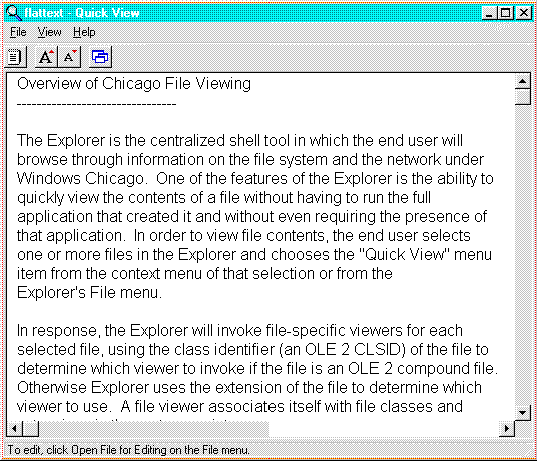 flattext - Quick View
File View Help
Overview of Chicago File Viewing
--------------------------------
The Explorer is the centralized shell tool in which the end user will
browse through information on the file system and the network under
Windows Chicago.  One of the features of the Explorer is the ability to
quickly view the contents of a file without having to run the full
application that created it and without even requiring the presence of
that application.  In order to view file contents, the end user selects
one or more files in the Explorer and chooses the "Quick View" menu
item from the context menu of that selection or from the
Explorer's File menu.
In response, the Explorer will invoke file-specific viewers for each
selected file, using the class identifier (an OLE 2 CLSID) of the file to
determine which viewer to invoke if the file is an OLE 2 compound file.
Otherwise Explorer uses the extension of the file to determine which
viewer to use.  A file viewer associates itself with file classes and
To edit, click Open File for Editing on the File menu.